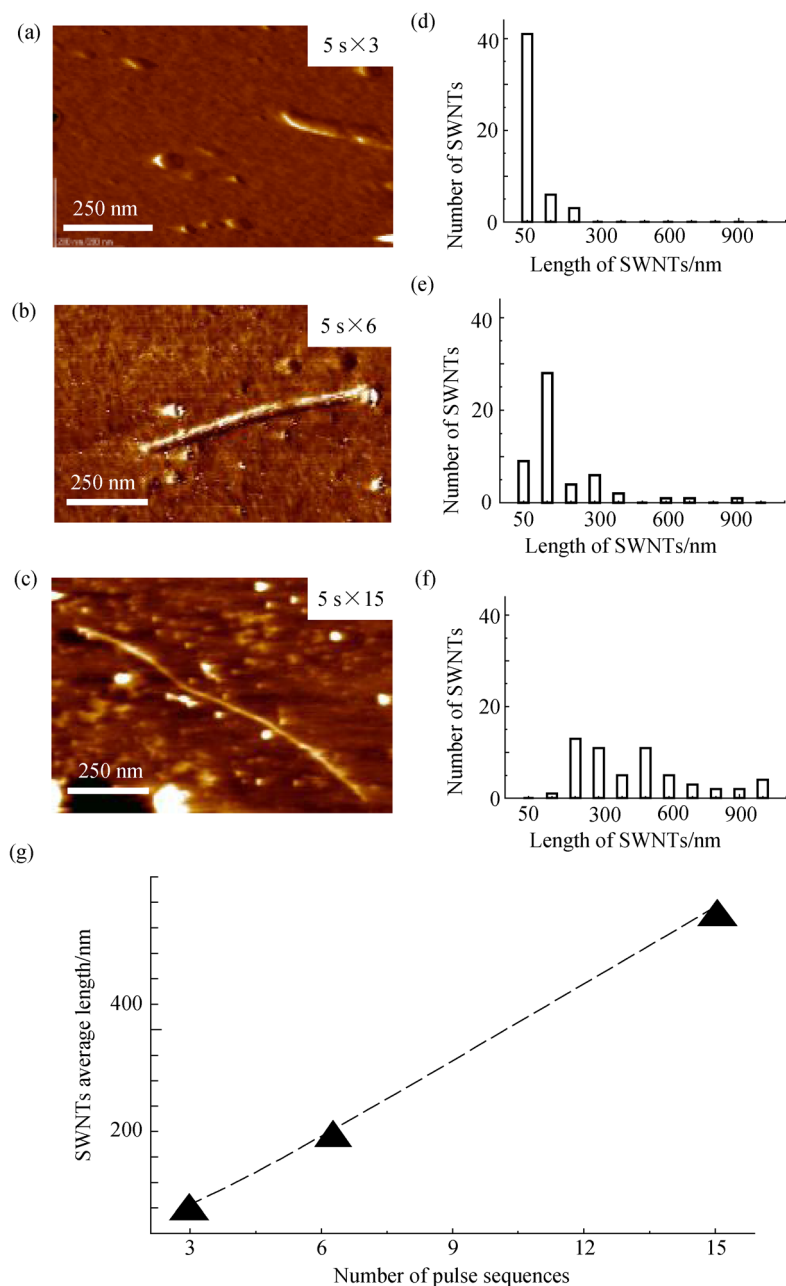 (a)
5 s×3
250 nm
(d)
40
20
0
50 300 600 900
Number of SWNTs
Length of SWNTs/nm
(b)
5 s×6
250 nm
(e)
40
20
0
50 300 600 900
Number of SWNTs
Length of SWNTs/nm
(c)
5 s×15
250 nm
(f)
40
20
0
50 300 600 900
Number of SWNTs
Length of SWNTs/nm
(g)
SWNTs average length/nm
400
200
3 6 9 12 15
Number of pulse sequences